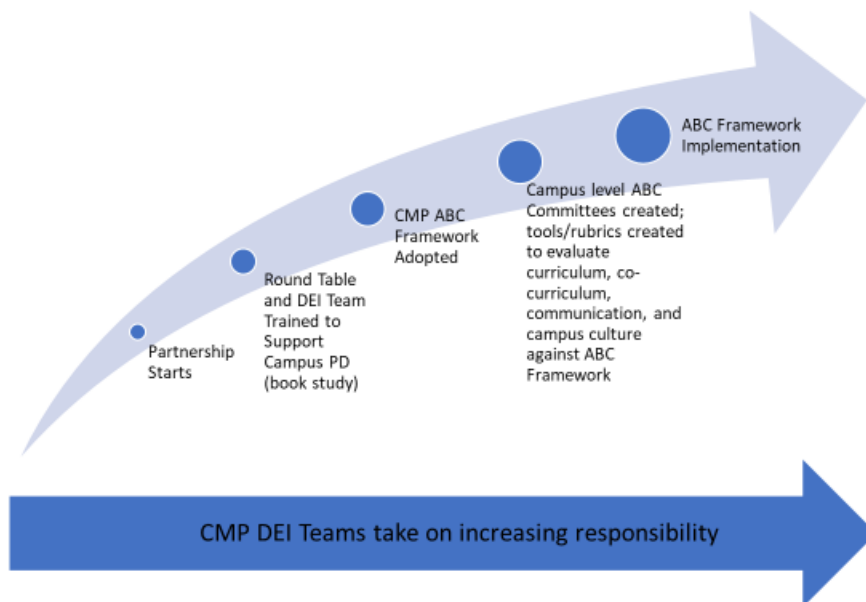 Partnership
Starts
Round Table
and DEI Team
Trained to
Support
Campus PD
(book study)
CMP ABC
Framework
Adopted
Campus level ABC
Committees created;
tools/rubrics created
to evaluate
curriculum, co-
curriculum,
communication, and
campus culture
against ABC
Framework
ABC Framework
Implementation
CMP DEI Teams take on increasing responsibility